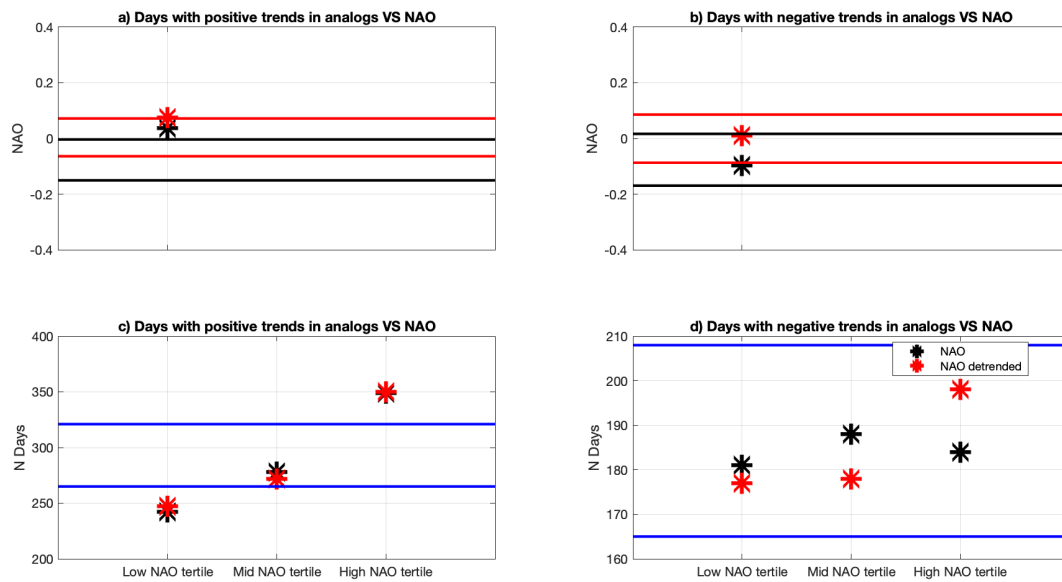 a) Days with positive trends in analogs VS NAO
0.4
0.2
0
-0.2
-0.4
NAO
b) Days with negative trends in analogs VS NAO
0.4
0.2
0
-0.2
-0.4
NAO
c) Days with positive trends in analogs VS NAO
400
350
300
250
200
N Days
Low NAO tertile
Mid NAO tertile
High NAO tertile
d) Days with negative trends in analogs VS NAO
210
200
190
180
170
160
N Days
NAO
NAO detrended
Low NAO tertile
Mid NAO tertile
High NAO tertile